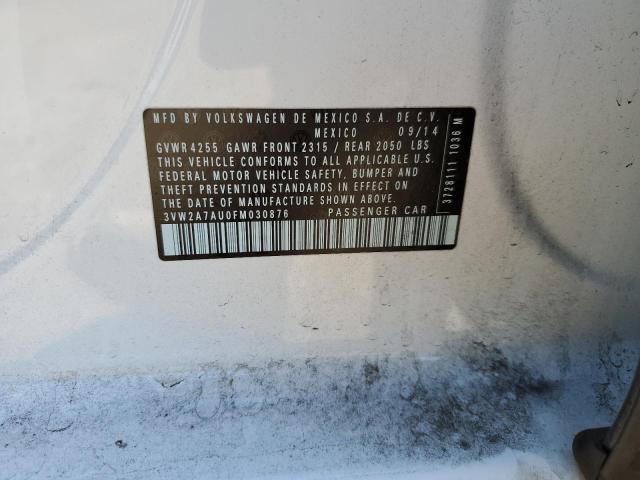 MFD BY VOLKSWAGEN DE MEXICO S.A. DE C.V.
MEXICO 09/14
GVWR 4255 GAWR FRONT 2315 / REAR 2050 LBS
THIS VEHICLE CONFORMS TO ALL APPLICABLE U.S.
FEDERAL MOTOR VEHICLE SAFETY, BUMPER AND
THEFT PREVENTION STANDARDS IN EFFECT ON
THE DATE OF MANUFACTURE SHOWN ABOVE.
3VW2A7AU0FM030876 PASSENGER CAR
3728111 1036 M